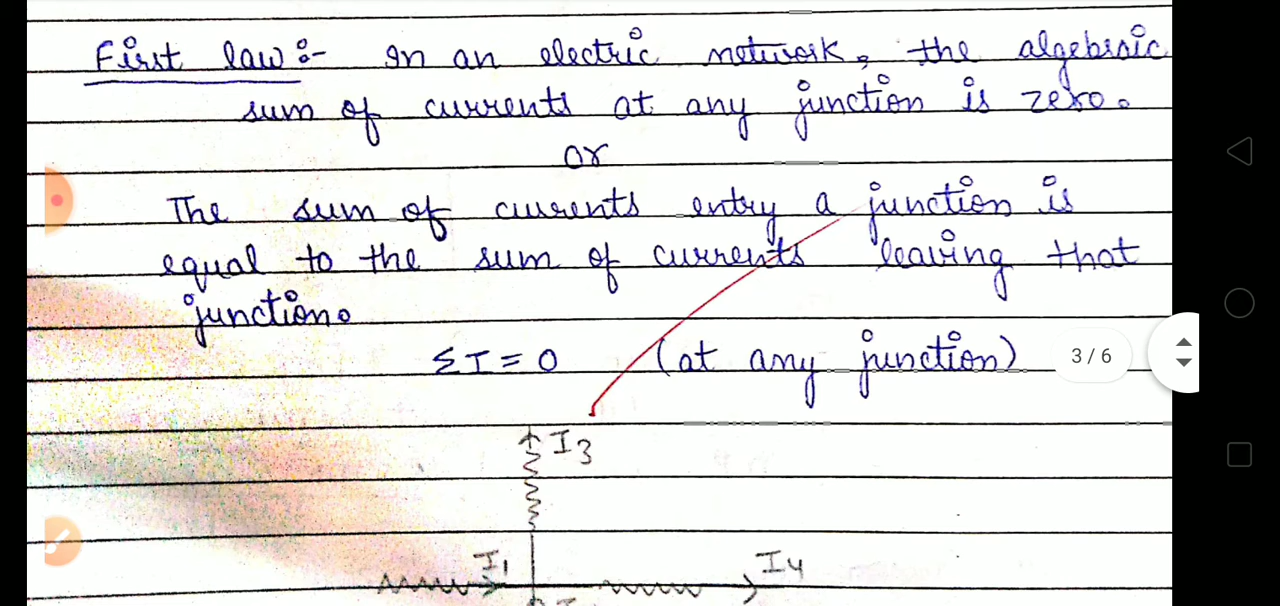 First law :- In an electric network, the algebraic
sum of currents at any junction is zero.
or
The sum of currents entry a junction is
equal to the sum of currents leaving that
junction.
ΣI = 0 (at any junction)
3/6
I3
I1
I4